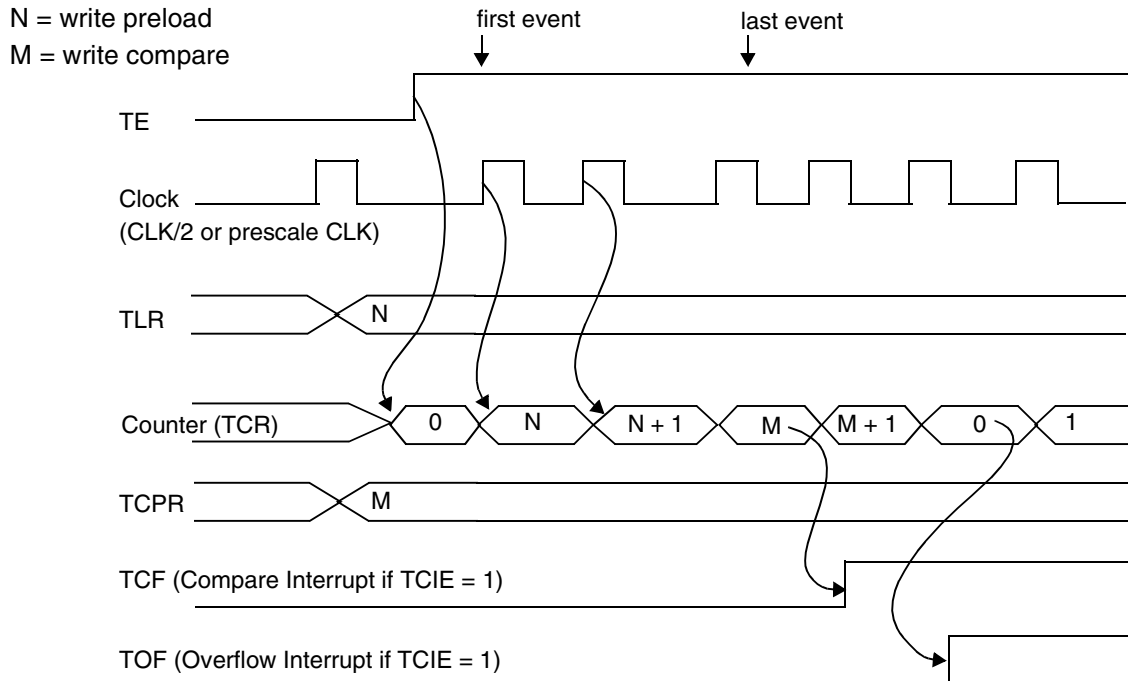 N = write preload
first event
last event
M = write compare
TE
Clock
(CLK/2 or prescale CLK)
TLR
N
Counter (TCR)
0
N
N + 1
M
M + 1
0
1
TCPR
M
TCF (Compare Interrupt if TCIE = 1)
TOF (Overflow Interrupt if TCIE = 1)